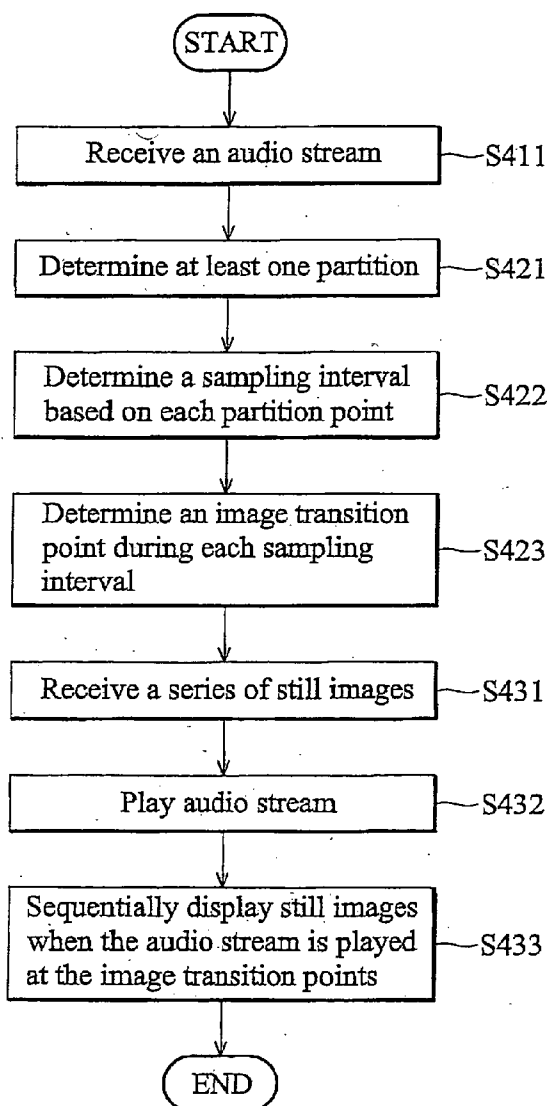 START
Receive an audio stream
S411
Determine at least one partition
S421
Determine a sampling interval
based on each partition point
S422
Determine an image transition
point during each sampling
interval
S423
Receive a series of still images
S431
Play audio stream
S432
Sequentially display still images
when the audio stream is played
at the image transition points
S433
END